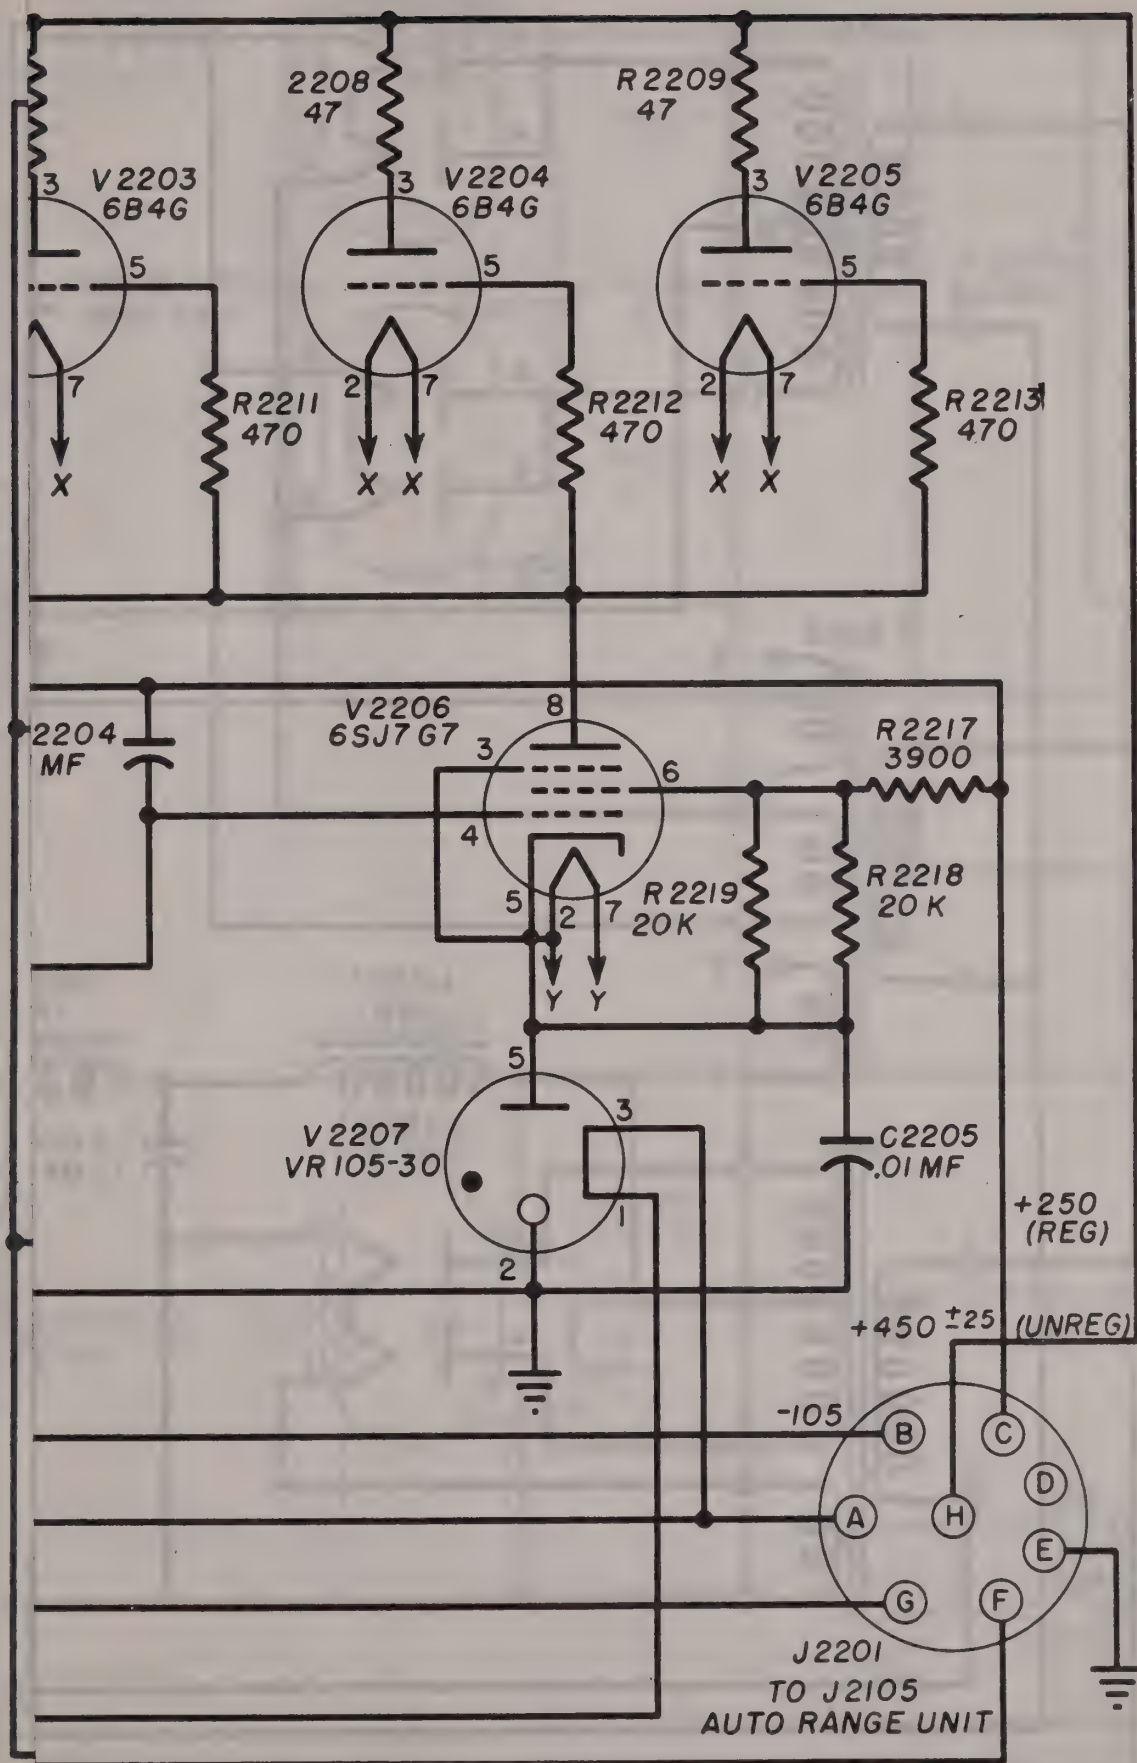 2208
47
R2209
47
V2203
6B4G
3
5
7
X
V2204
6B4G
3
5
2
7
X X
V2205
6B4G
3
5
2
7
X X
R2211
470
R2212
470
R2213
470
2204
MF
V2206
6SJ7 G7
8
3
4
6
5
2
7
Y Y
R2217
3900
R2219
20K
R2218
20K
V2207
VR105-30
5
3
1
2
C2205
.01MF
+250
(REG)
+450 ±25 (UNREG)
-105
B
C
D
A
H
E
G
F
J2201
TO J2105
AUTO RANGE UNIT